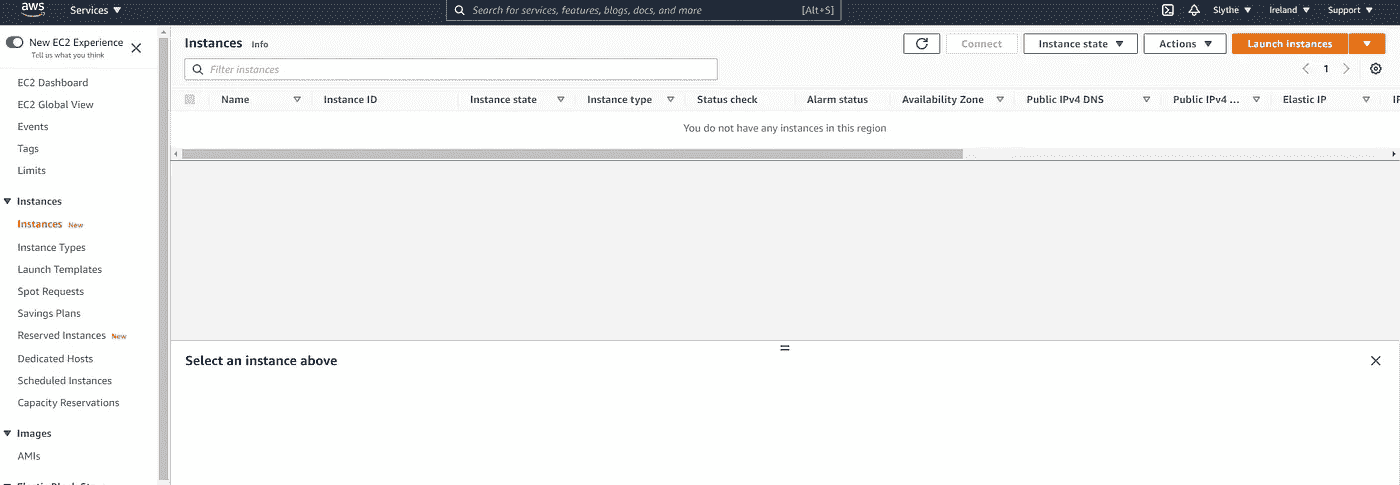 aws
Services
Search for services, features, blogs, docs, and more
[Alt+S]
Slythe
Ireland
Support
New EC2 Experience
Tell us what you think
EC2 Dashboard
EC2 Global View
Events
Tags
Limits
Instances
Instances New
Instance Types
Launch Templates
Spot Requests
Savings Plans
Reserved Instances New
Dedicated Hosts
Scheduled Instances
Capacity Reservations
Images
AMIs
Instances Info
Connect
Instance state
Actions
Launch instances
Filter instances
1
Name
Instance ID
Instance state
Instance type
Status check
Alarm status
Availability Zone
Public IPv4 DNS
Public IPv4 ...
Elastic IP
You do not have any instances in this region
Select an instance above